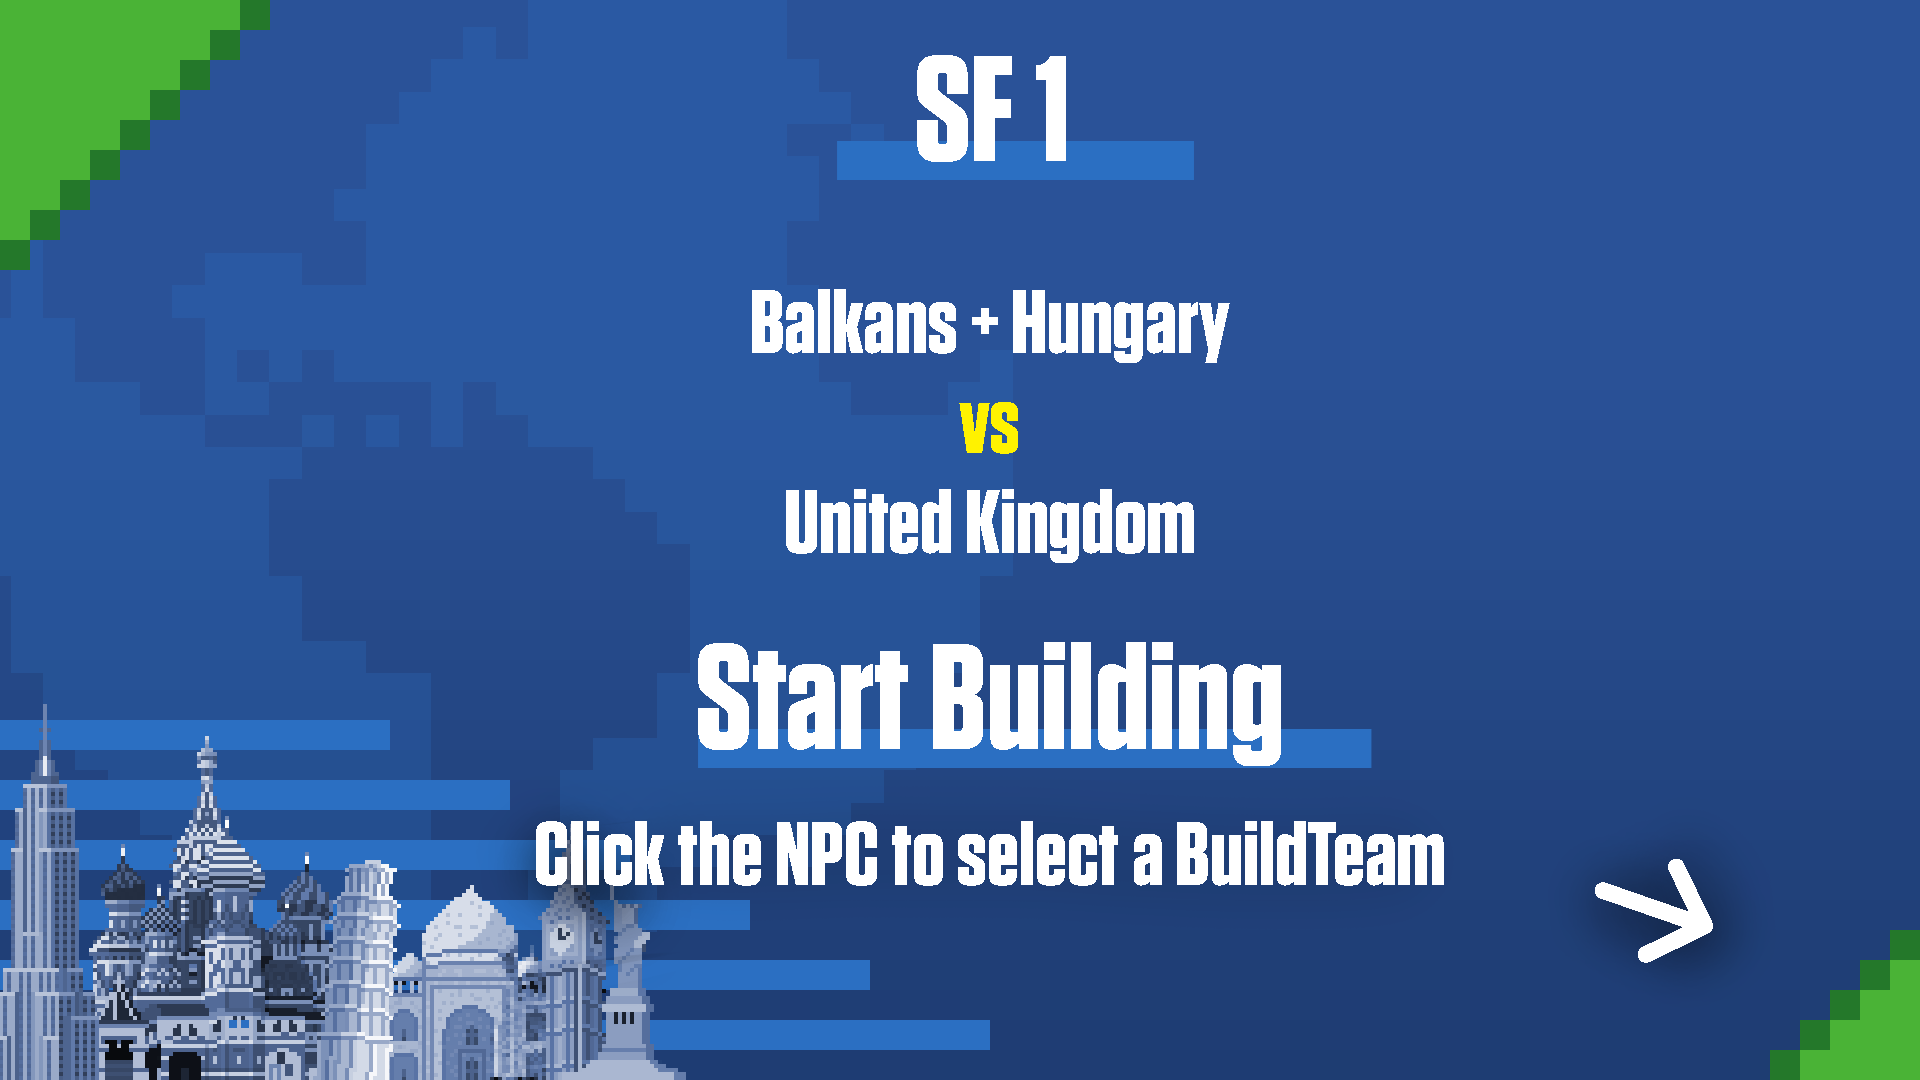 SF 1
Balkans + Hungary
vs
United Kingdom
Start Building
Click the NPC to select a BuildTeam